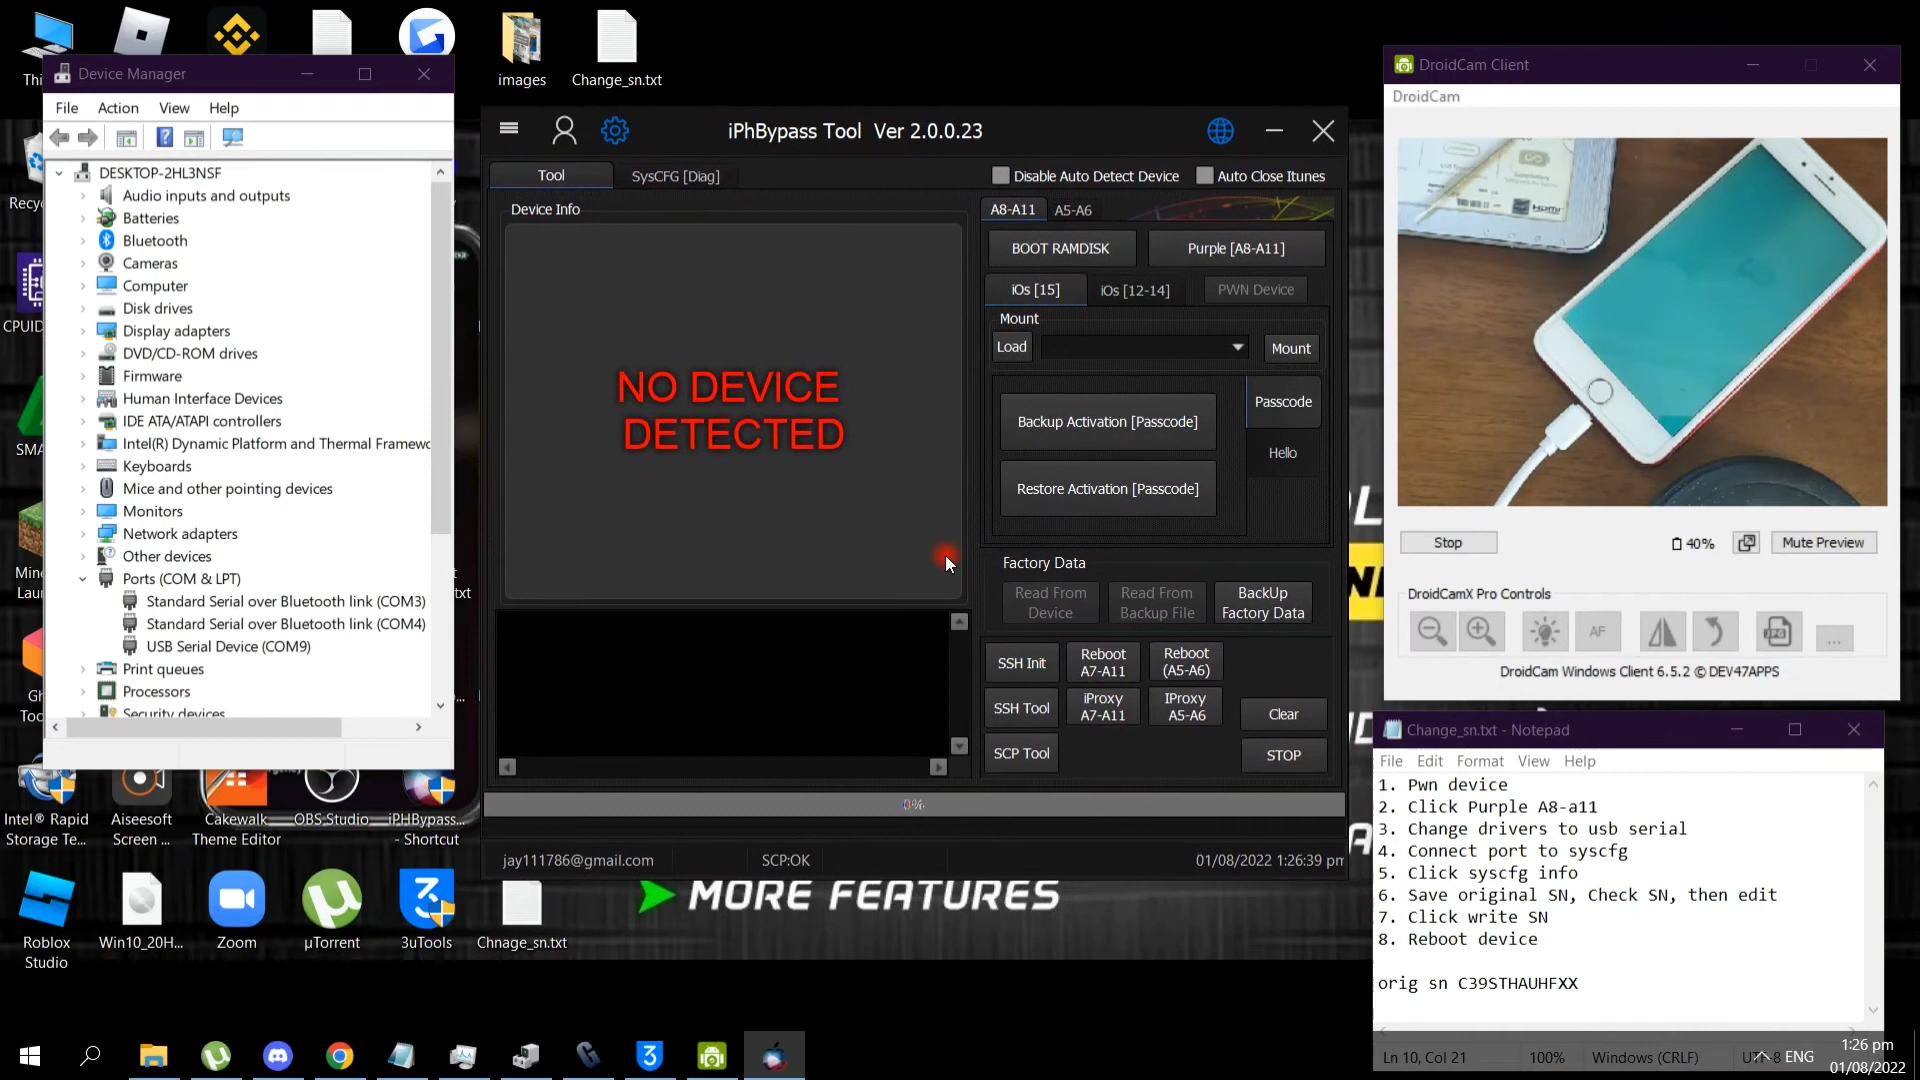 images
Change_sn.txt
Device Manager
File Action View Help
DESKTOP-2HL3NSF
Audio inputs and outputs
Batteries
Bluetooth
Cameras
Computer
Disk drives
Display adapters
DVD/CD-ROM drives
Firmware
Human Interface Devices
IDE ATA/ATAPI controllers
Intel(R) Dynamic Platform and Thermal Framewo
Keyboards
Mice and other pointing devices
Monitors
Network adapters
Other devices
Ports (COM & LPT)
Standard Serial over Bluetooth link (COM3)
Standard Serial over Bluetooth link (COM4)
USB Serial Device (COM9)
Print queues
Processors
Security devices
iPhBypass Tool Ver 2.0.0.23
Tool
SysCFG [Diag]
Disable Auto Detect Device
Auto Close Itunes
Device Info
NO DEVICE
DETECTED
A8-A11
A5-A6
BOOT RAMDISK
Purple [A8-A11]
iOs [15]
iOs [12-14]
PWN Device
Mount
Load
Mount
Backup Activation [Passcode]
Restore Activation [Passcode]
Passcode
Hello
Factory Data
Read From
Device
Read From
Backup File
BackUp
Factory Data
SSH Init
Reboot
A7-A11
Reboot
(A5-A6)
SSH Tool
iProxy
A7-A11
IProxy
A5-A6
Clear
SCP Tool
STOP
0%
jay111786@gmail.com
SCP:OK
01/08/2022 1:26:39 pm
MORE FEATURES
DroidCam Client
DroidCam
HDMI
Stop
40%
Mute Preview
DroidCamX Pro Controls
AF
JPG
...
DroidCam Windows Client 6.5.2 © DEV47APPS
Change_sn.txt - Notepad
File Edit Format View Help
1. Pwn device
2. Click Purple A8-a11
3. Change drivers to usb serial
4. Connect port to syscfg
5. Click syscfg info
6. Save original SN, Check SN, then edit
7. Click write SN
8. Reboot device
orig sn C39STHAUHFXX
Ln 10, Col 21
100%
Windows (CRLF)
UTF-8
Thi
Recy
CPUID
SMA
Mine
Lau
Gh
Too
txt
Intel® Rapid
Storage Te...
Aiseesoft
Screen ...
Cakewalk
Theme Editor
OBS Studio
iPHBypass...
- Shortcut
Roblox
Studio
Win10_20H...
Zoom
µTorrent
3uTools
Chnage_sn.txt
ENG
1:26 pm
01/08/2022